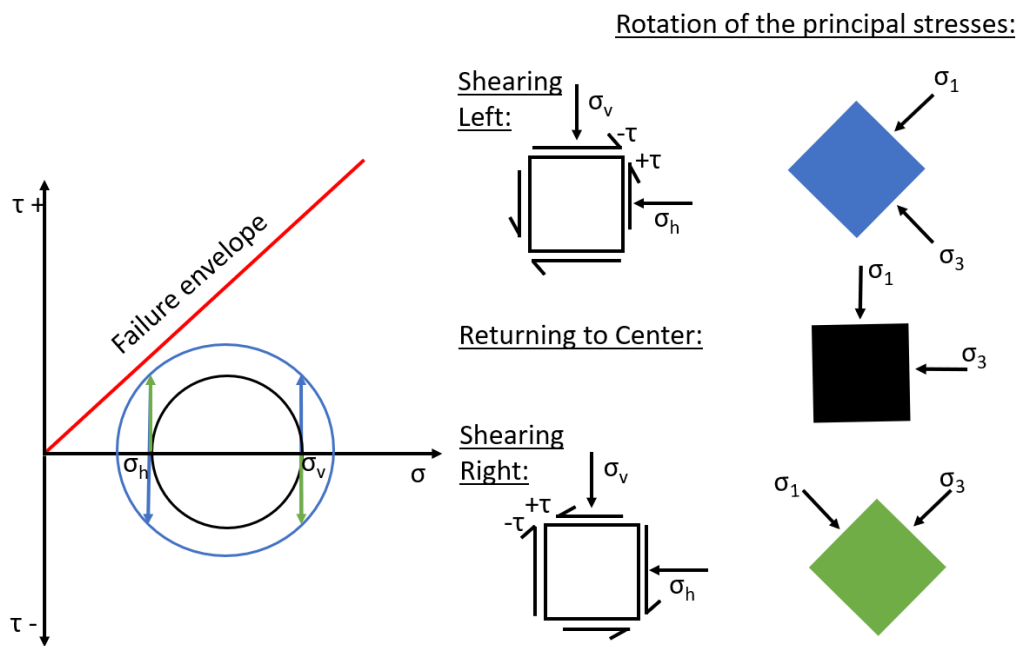 Rotation of the principal stresses:
Shearing
Left:
σv
-τ
+τ
σh
σ1
σ3
τ +
Failure envelope
σh
σv
σ
τ -
Returning to Center:
σ1
σ3
Shearing
Right:
σv
+τ
-τ
σh
σ1
σ3